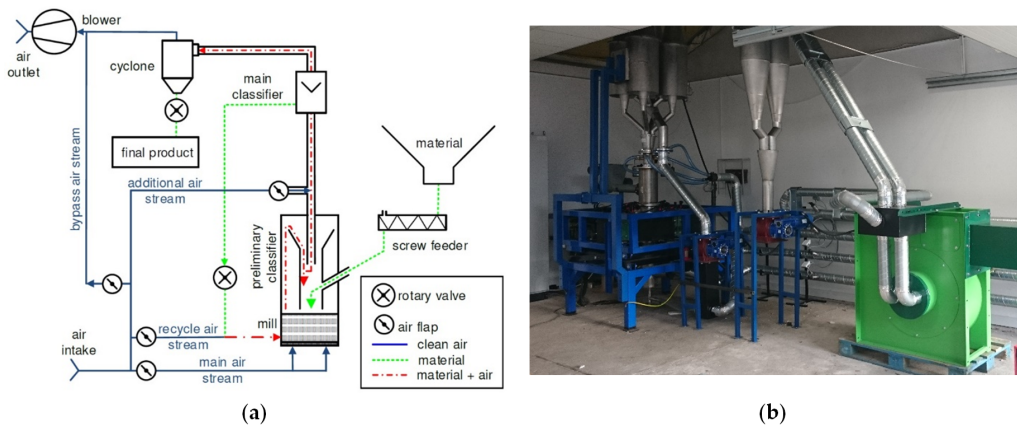 blower
air
outlet
cyclone
main
classifier
final product
material
bypass air stream
additional air
stream
screw feeder
preliminary
classifier
mill
recycle air
stream
air
intake
main air
stream
rotary valve
air flap
clean air
material
material + air
(a)
(b)